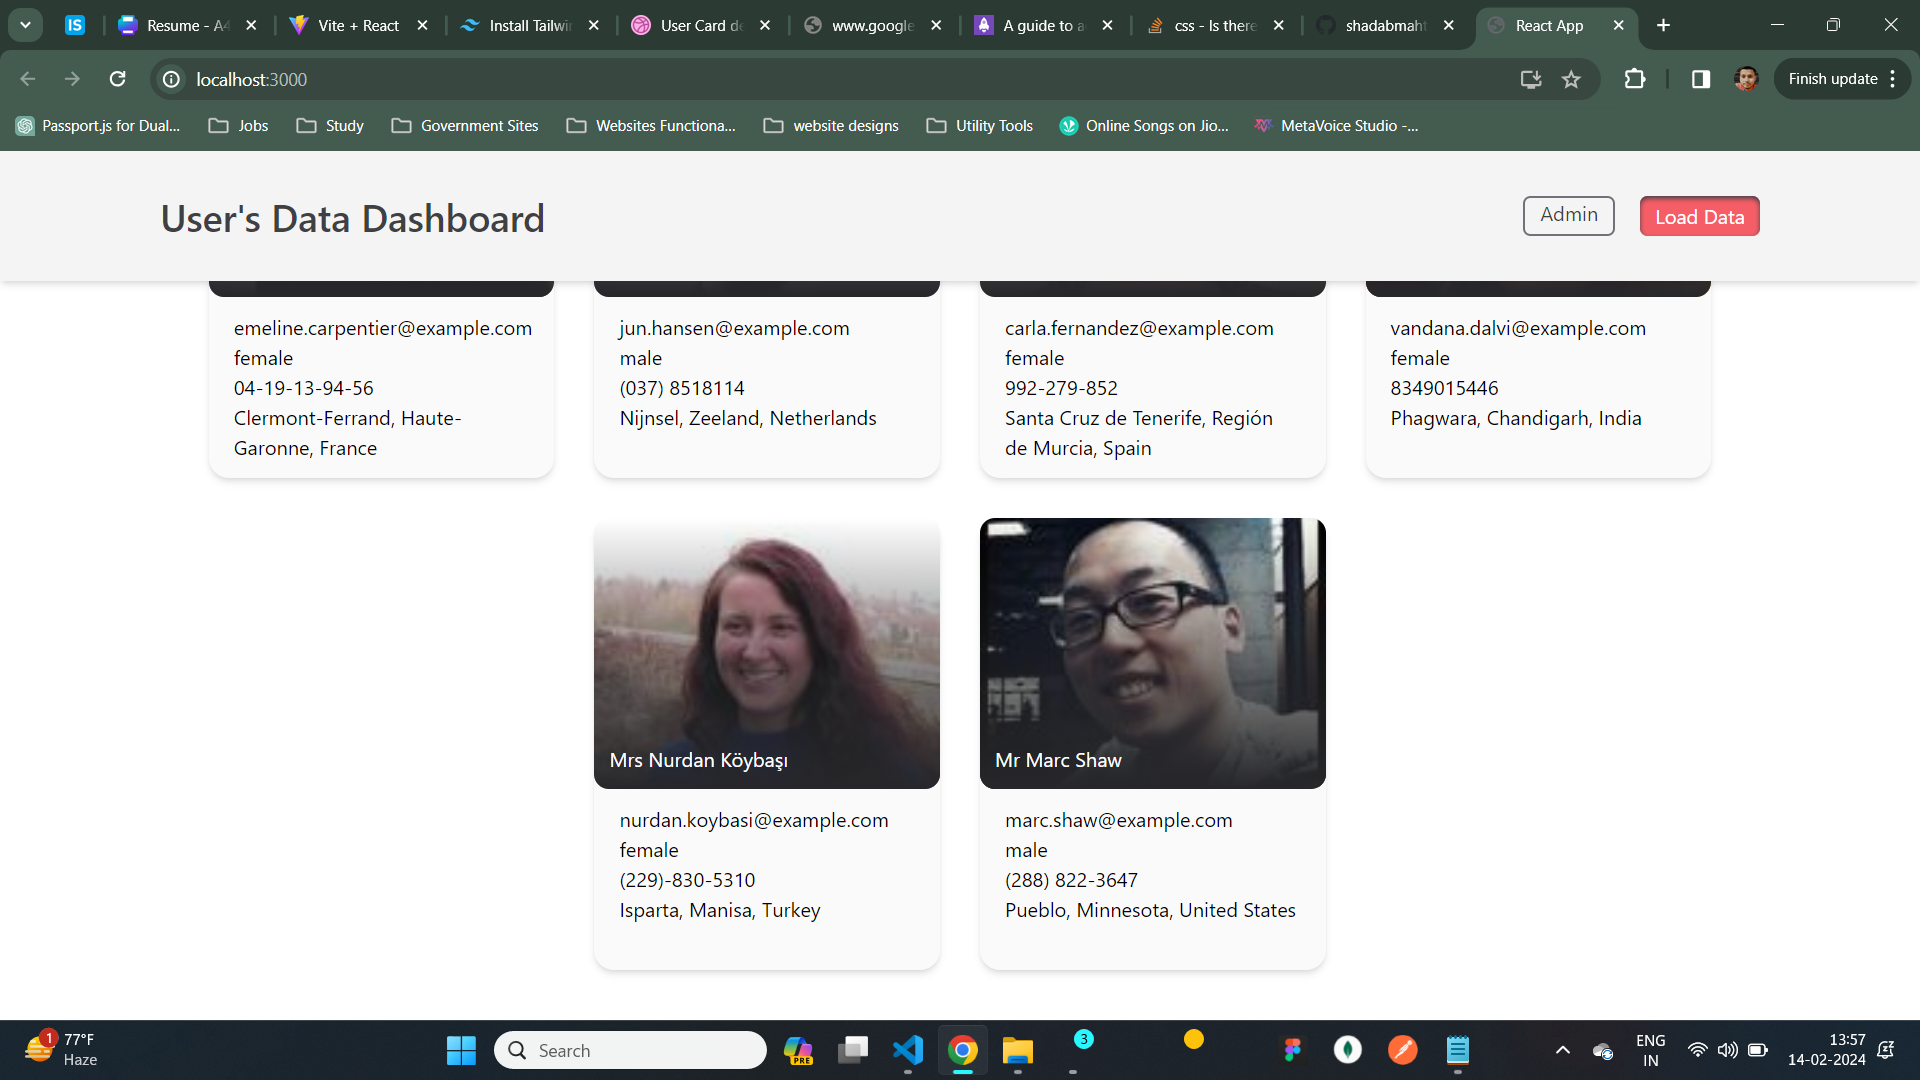 Resume - A4
Vite + React
Install Tailwi
User Card de
www.google
A guide to a
css - Is there
shadabmaht
React App
localhost:3000
Finish update
Passport.js for Dual...
Jobs
Study
Government Sites
Websites Functiona...
website designs
Utility Tools
Online Songs on Jio...
MetaVoice Studio -...
User's Data Dashboard
Admin
Load Data
emeline.carpentier@example.com
female
04-19-13-94-56
Clermont-Ferrand, Haute-
Garonne, France
jun.hansen@example.com
male
(037) 8518114
Nijnsel, Zeeland, Netherlands
carla.fernandez@example.com
female
992-279-852
Santa Cruz de Tenerife, Región
de Murcia, Spain
vandana.dalvi@example.com
female
8349015446
Phagwara, Chandigarh, India
Mrs Nurdan Köybaşı
nurdan.koybasi@example.com
female
(229)-830-5310
Isparta, Manisa, Turkey
Mr Marc Shaw
marc.shaw@example.com
male
(288) 822-3647
Pueblo, Minnesota, United States
1
77°F
Haze
Search
PRE
3
ENG
IN
13:57
14-02-2024